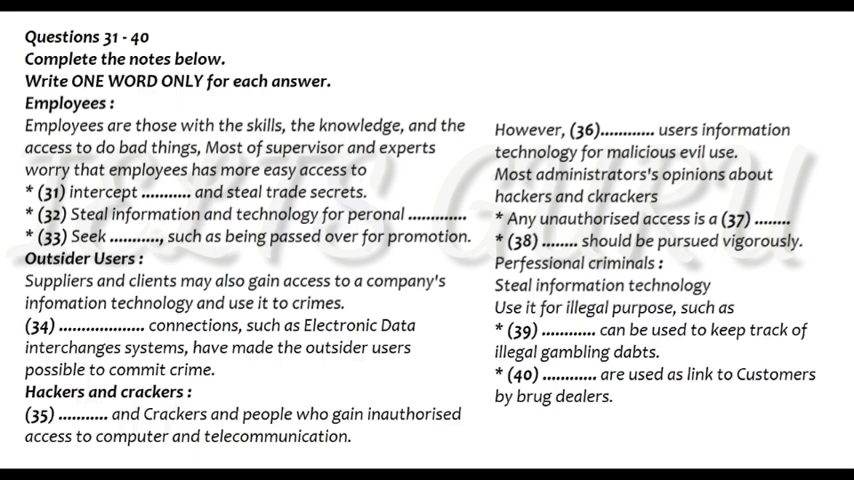 Questions 31 - 40
Complete the notes below.
Write ONE WORD ONLY for each answer.
Employees :
Employees are those with the skills, the knowledge, and the
access to do bad things, Most of supervisor and experts
worry that employees has more easy access to
* (31) intercept .......... and steal trade secrets.
* (32) Steal information and technology for peronal .............
* (33) Seek ..........., such as being passed over for promotion.
Outsider Users :
Suppliers and clients may also gain access to a company's
infomation technology and use it to crimes.
(34) ................... connections, such as Electronic Data
interchanges systems, have made the outsider users
possible to commit crime.
Hackers and crackers :
(35) ........... and Crackers and people who gain inauthorised
access to computer and telecommunication.
However, (36)............ users information
technology for malicious evil use.
Most administrators's opinions about
hackers and ckrackers
* Any unauthorised access is a (37) ........
* (38) ........ should be pursued vigorously.
Perfessional criminals :
Steal information technology
Use it for illegal purpose, such as
* (39) ............ can be used to keep track of
illegal gambling dabts.
* (40) ............ are used as link to Customers
by brug dealers.
IELTS GURU